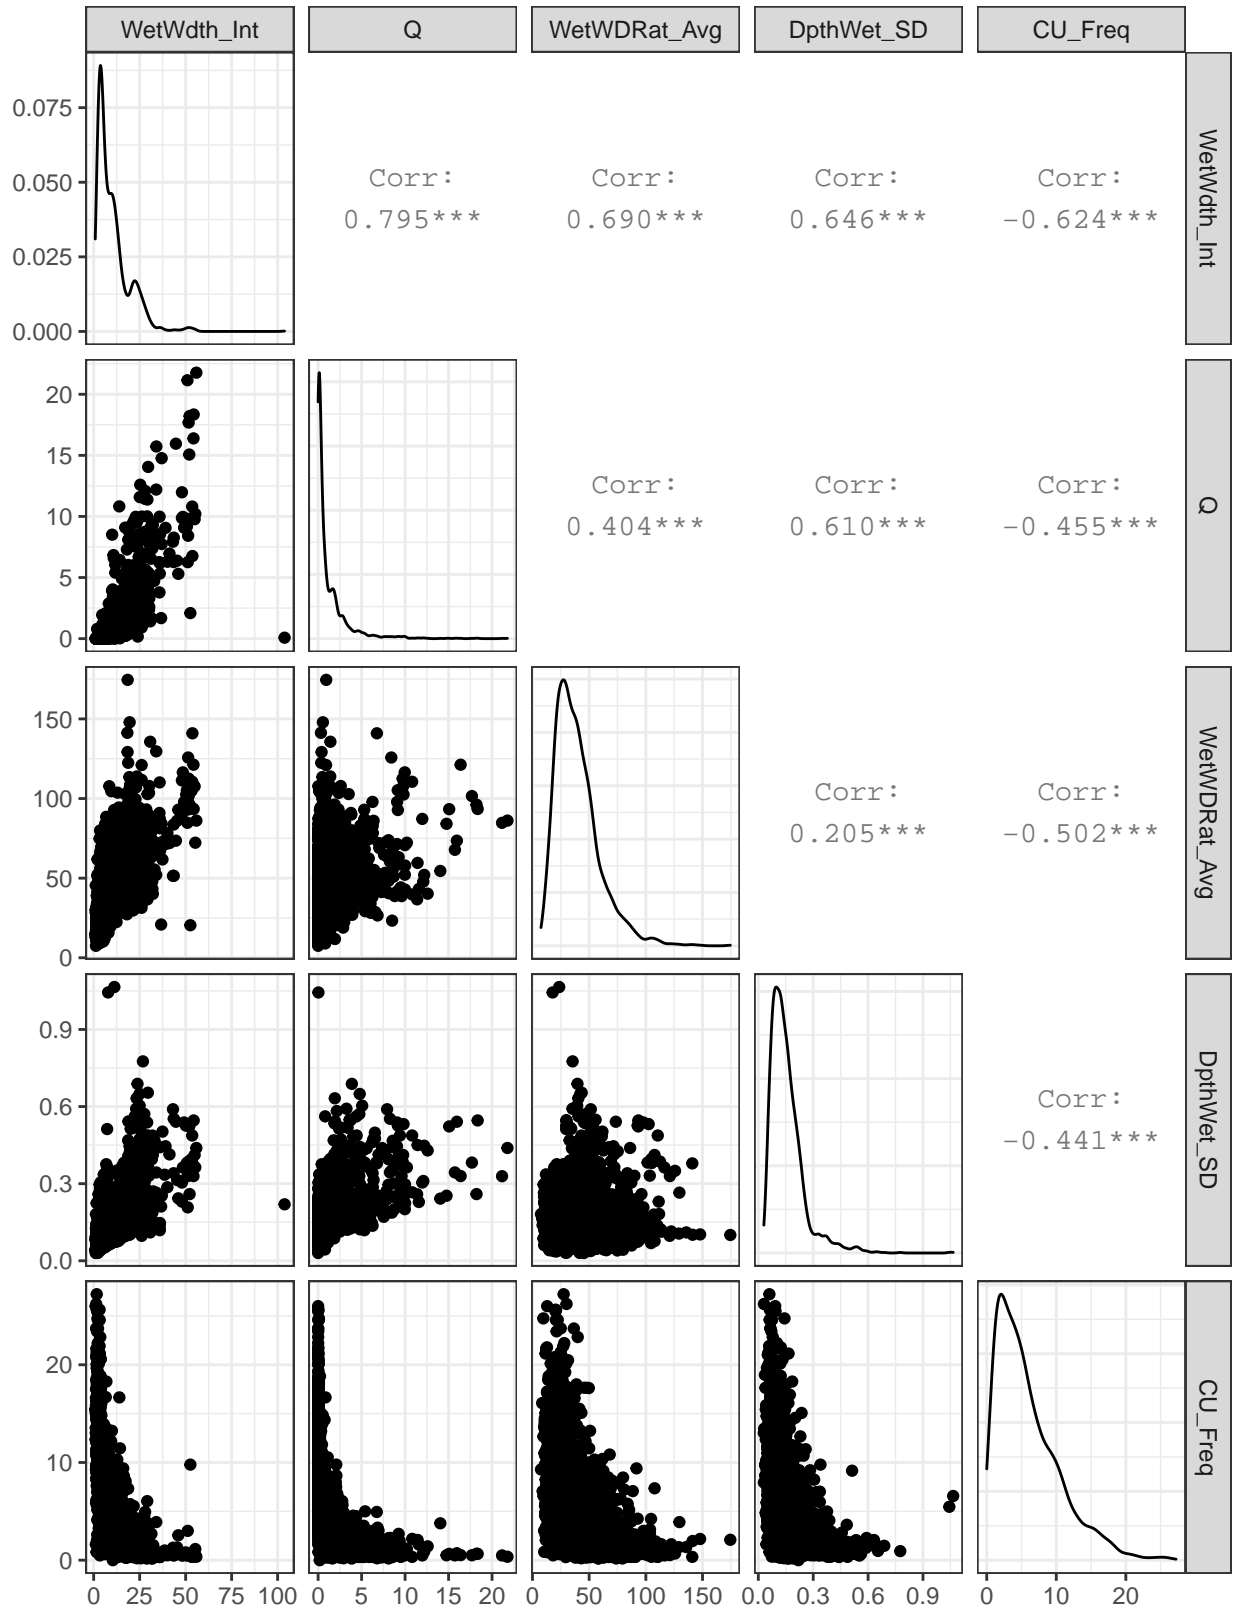 WetWdth_Int Q WetWDRat_Avg DpthWet_SD CU_Freq
0.075
0.050
0.025
0.000
Corr:
0.795***
Corr:
0.690***
Corr:
0.646***
Corr:
-0.624***
WetWdth_Int
20
15
10
5
0
Corr:
0.404***
Corr:
0.610***
Corr:
-0.455***
Q
150
100
50
0
Corr:
0.205***
Corr:
-0.502***
WetWDRat_Avg
0.9
0.6
0.3
0.0
Corr:
-0.441***
DpthWet_SD
20
10
0
CU_Freq
0 25 50 75 100 0 5 10 15 20 0 50 100 150 0.0 0.3 0.6 0.9 0 10 20